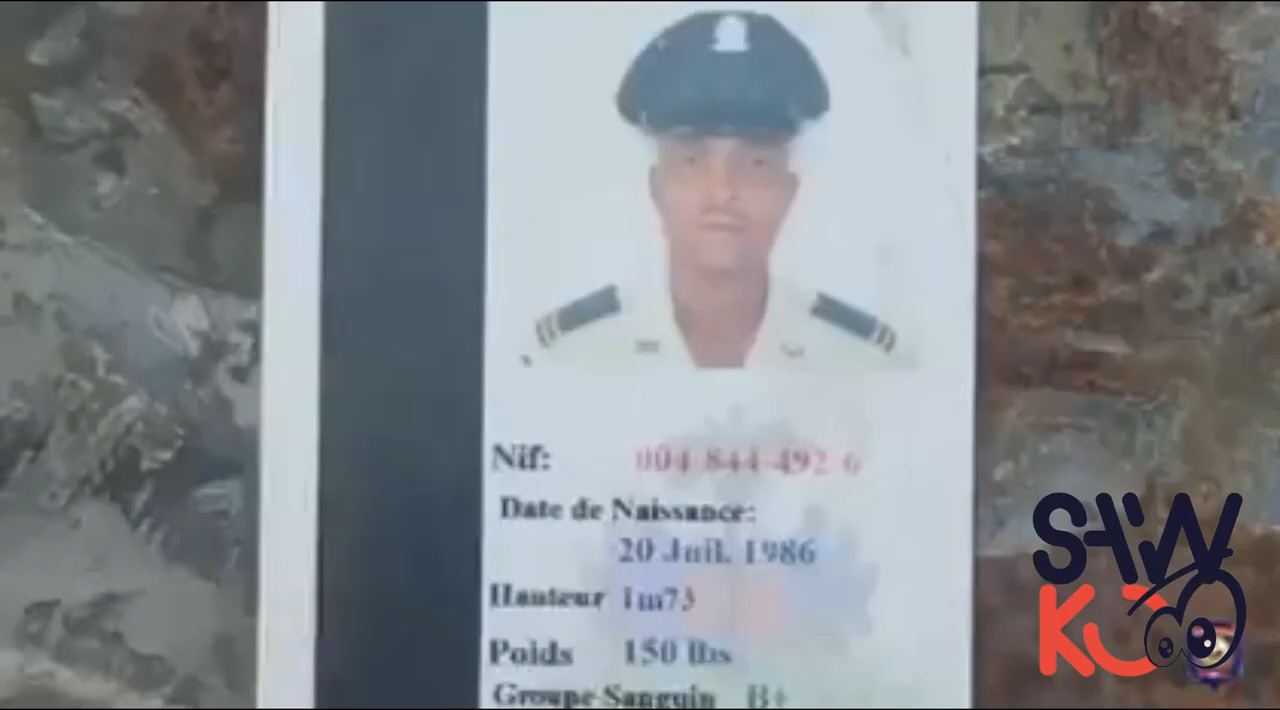 Nif: 004-844-492-6
Date de Naissance:
20 Juil. 1986
Hauteur 1m73
Poids 150 lbs
Groupe Sanguin B+